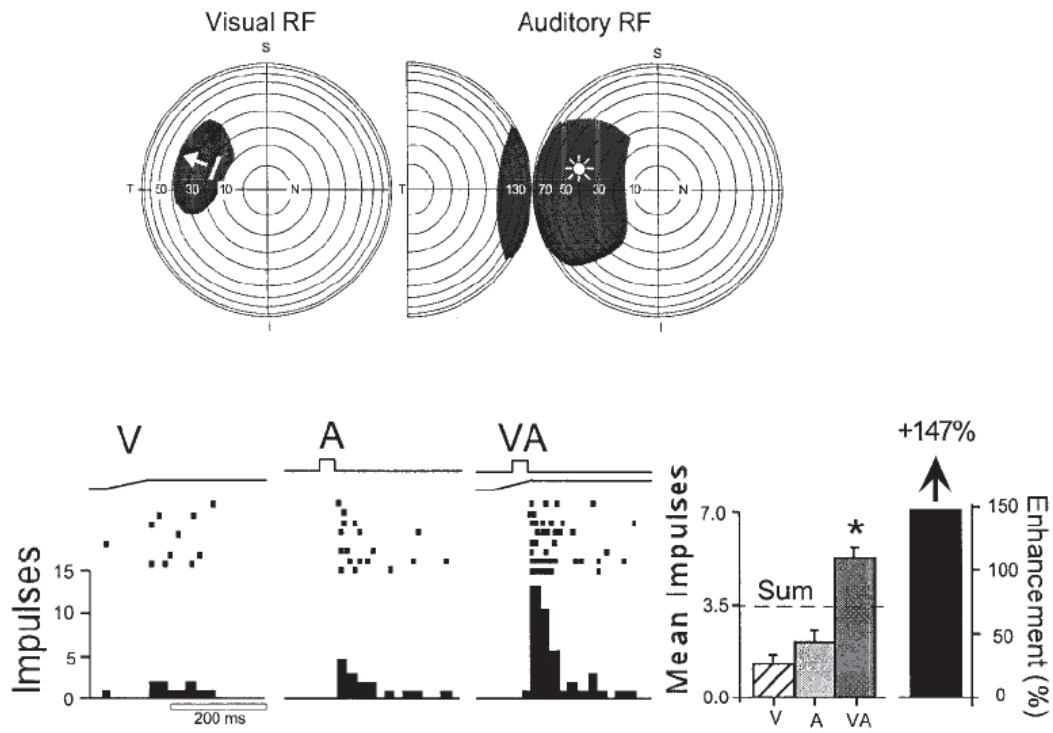 Visual RF
Auditory RF
S
S
T 50 30 10 N
T 130 70 50 30 10 N
I
I
V
A
VA
+147%
Impulses
15
10
5
0
200 ms
Mean Impulses
7.0
3.5
0.0
Sum
*
V A VA
150
100
50
0
Enhancement (%)